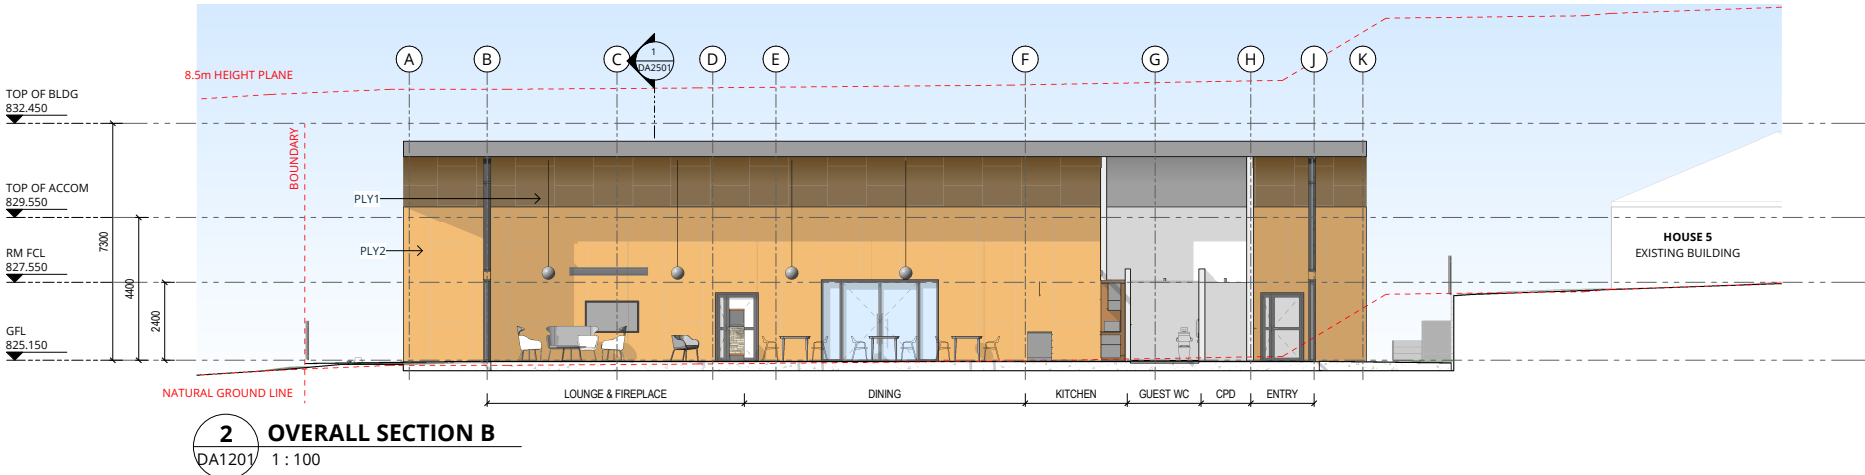 A
B
C
1
DA2501
D
E
F
G
H
J
K
8.5m HEIGHT PLANE
TOP OF BLDG
832.450
BOUNDARY
TOP OF ACCOM
829.550
PLY1
7300
HOUSE 5
EXISTING BUILDING
PLY2
RM FCL
827.550
4400
2400
GFL
825.150
NATURAL GROUND LINE
LOUNGE & FIREPLACE
DINING
KITCHEN
GUEST WC
CPD
ENTRY
2
OVERALL SECTION B
DA1201
1 : 100